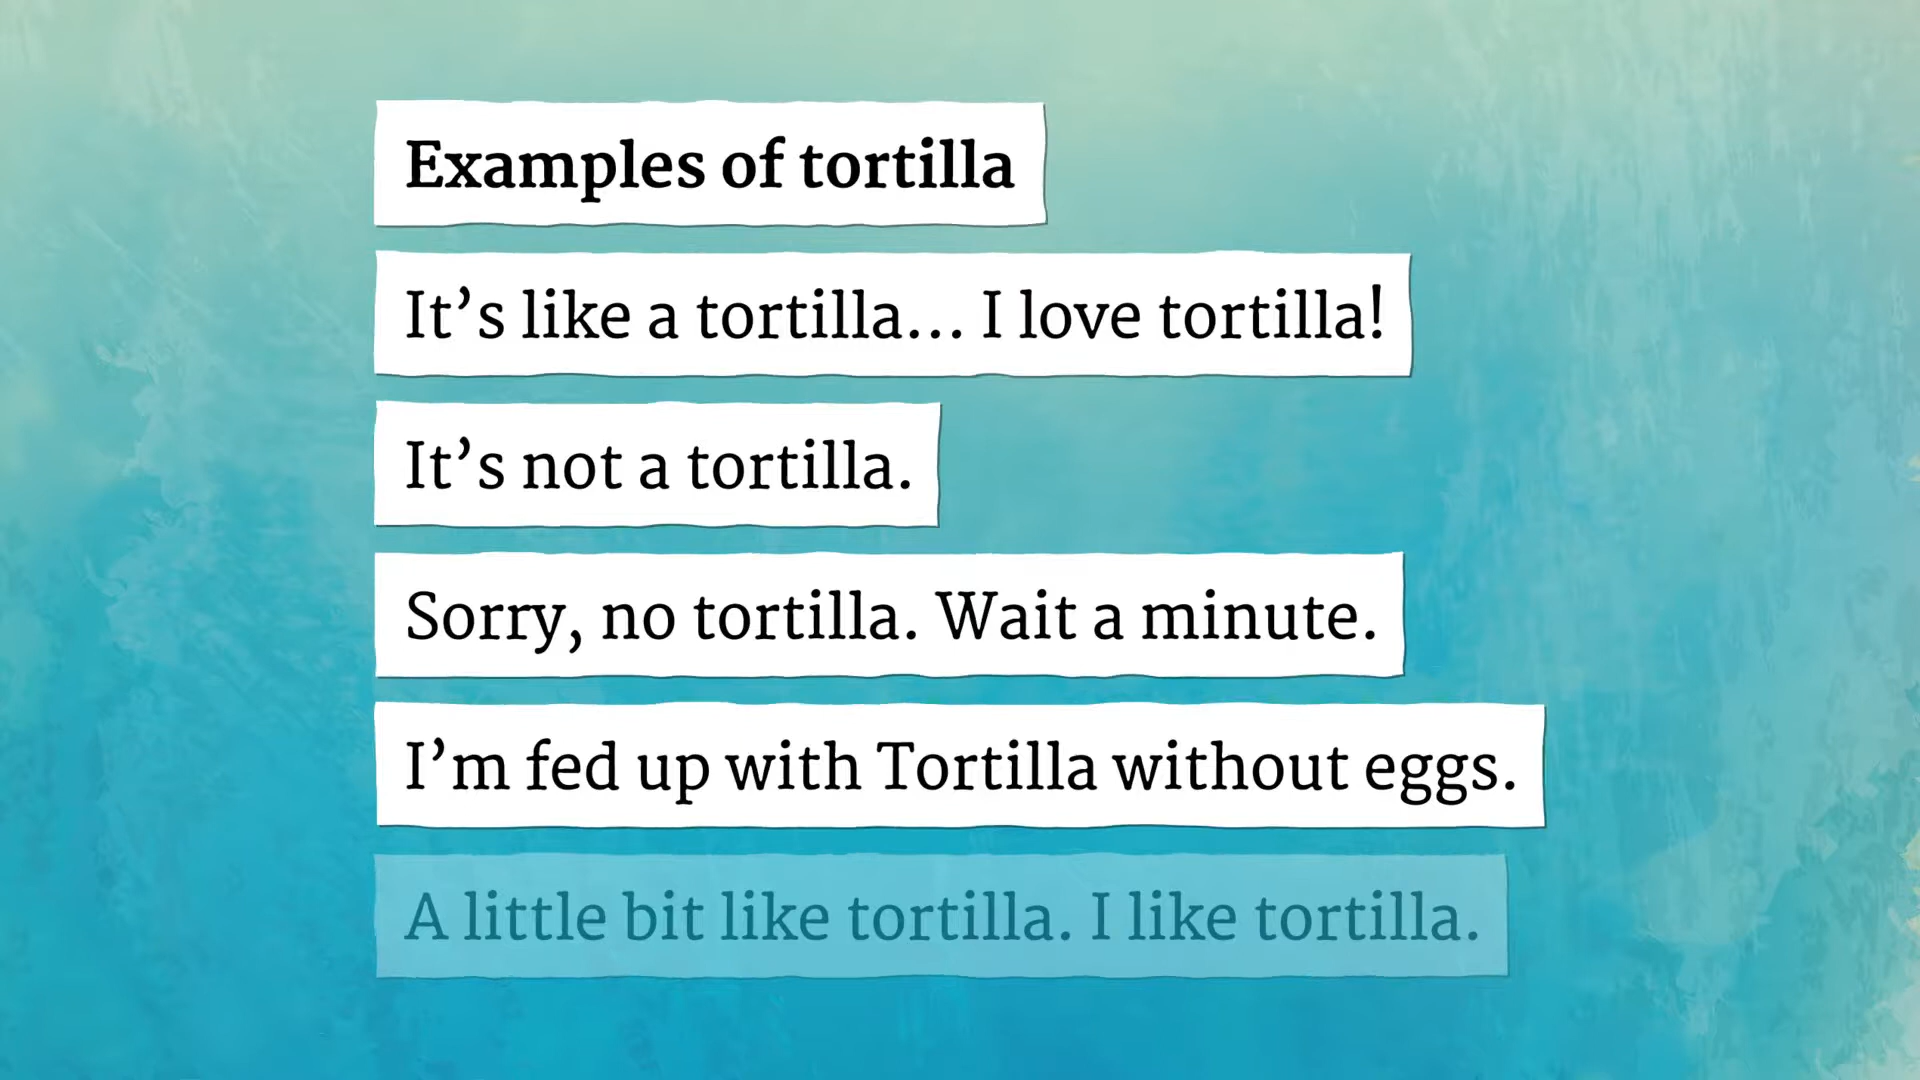 Examples of tortilla
It’s like a tortilla… I love tortilla!
It’s not a tortilla.
Sorry, no tortilla. Wait a minute.
I’m fed up with Tortilla without eggs.
A little bit like tortilla. I like tortilla.